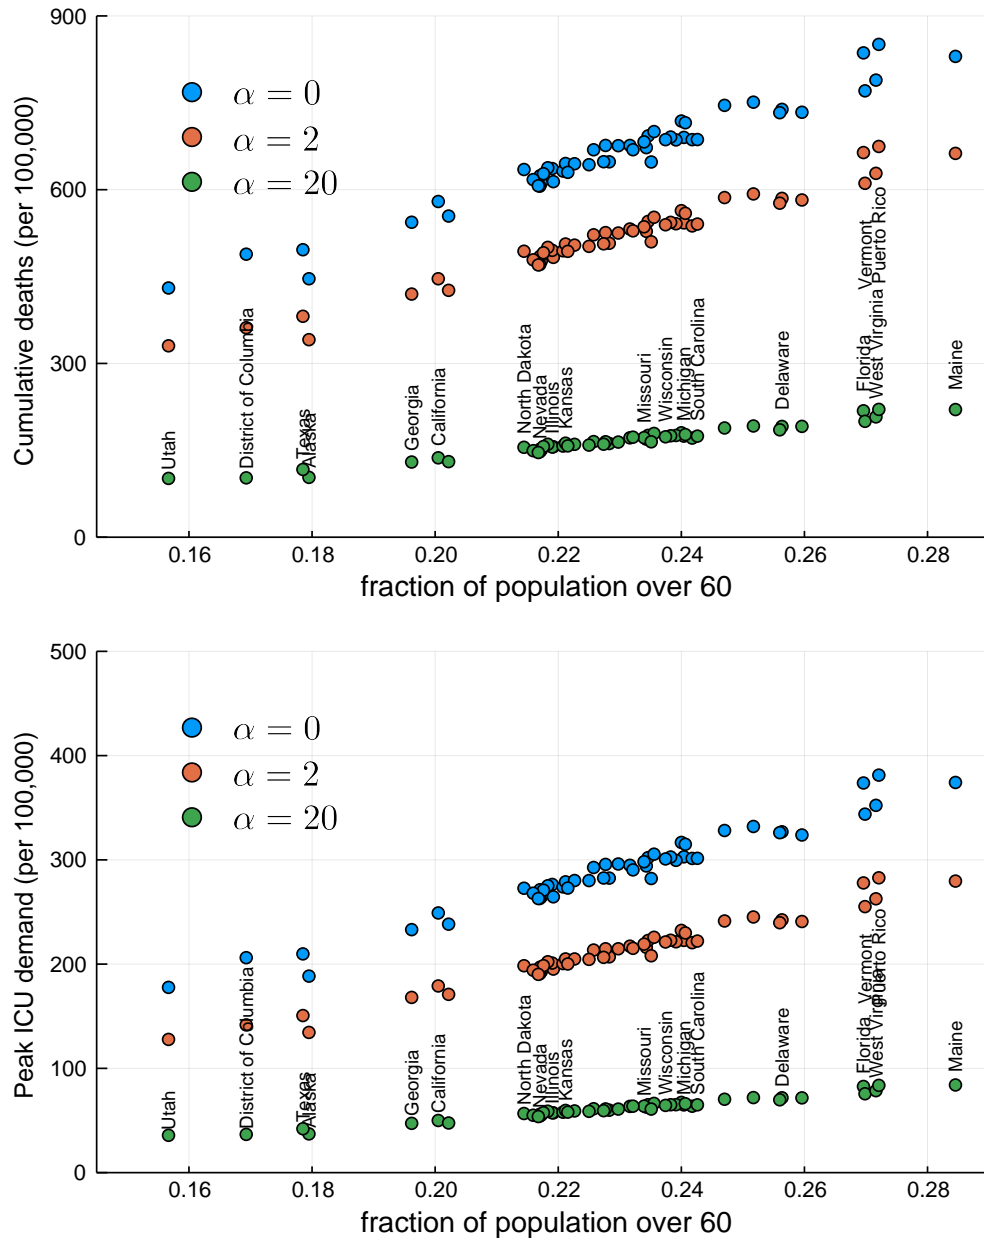 900
600
300
0
Cumulative deaths (per 100,000)
α = 0
α = 2
α = 20
Utah
District of Columbia
Texas
Alaska
Georgia
California
North Dakota
Nevada
Illinois
Kansas
Missouri
Wisconsin
Michigan
South Carolina
Delaware
Florida
Vermont
West Virginia
Puerto Rico
Maine
0.16 0.18 0.20 0.22 0.24 0.26 0.28
fraction of population over 60
500
400
300
200
100
0
Peak ICU demand (per 100,000)
α = 0
α = 2
α = 20
Utah
District of Columbia
Texas
Alaska
Georgia
California
North Dakota
Nevada
Illinois
Kansas
Missouri
Wisconsin
Michigan
South Carolina
Delaware
Florida
Vermont
West Virginia
Puerto Rico
Maine
0.16 0.18 0.20 0.22 0.24 0.26 0.28
fraction of population over 60